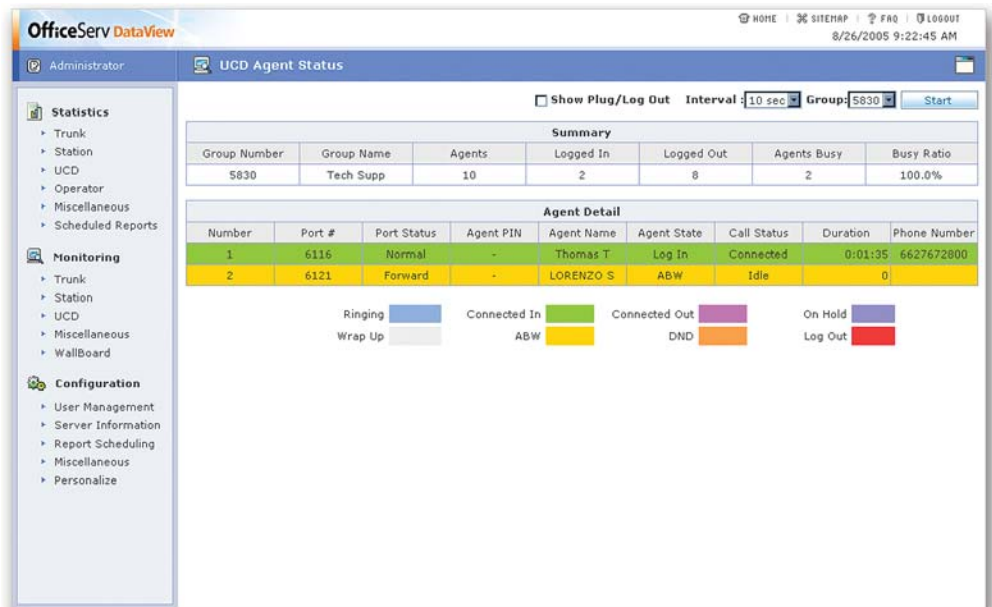 OfficeServ DataView
HOME | SITEMAP | FAQ | LOGOUT
8/26/2005 9:22:45 AM
Administrator
UCD Agent Status
Statistics
Trunk
Station
UCD
Operator
Miscellaneous
Scheduled Reports
Monitoring
Trunk
Station
UCD
Miscellaneous
WallBoard
Configuration
User Management
Server Information
Report Scheduling
Miscellaneous
Personalize
Show Plug/Log Out Interval : 10 sec Group: 5830 Start
Summary
Group Number Group Name Agents Logged In Logged Out Agents Busy Busy Ratio
5830 Tech Supp 10 2 8 2 100.0%
Agent Detail
Number Port # Port Status Agent PIN Agent Name Agent State Call Status Duration Phone Number
1 6116 Normal - Thomas T Log In Connected 0:01:35 6627672800
2 6121 Forward - LORENZO S ABW Idle 0
Ringing Connected In Connected Out On Hold
Wrap Up ABW DND Log Out